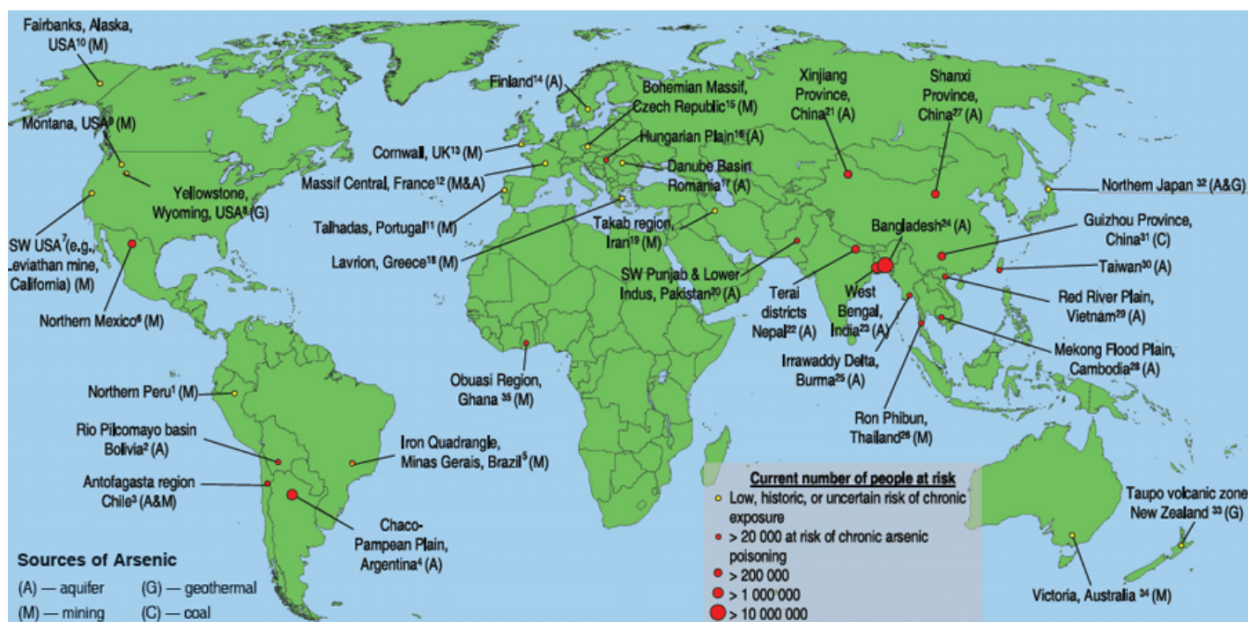 Fairbanks, Alaska,
USA¹⁰ (M)
Montana, USA⁹ (M)
Yellowstone,
Wyoming, USA⁸ (G)
SW USA⁷ (e.g.,
Leviathan mine,
California) (M)
Northern Mexico⁶ (M)
Northern Peru¹ (M)
Rio Pilcomayo basin
Bolivia² (A)
Antofagasta region
Chile³ (A&M)
Iron Quadrangle,
Minas Gerais, Brazil⁵ (M)
Chaco-
Pampean Plain,
Argentina⁴ (A)
Finland¹⁴ (A)
Bohemian Massif,
Czech Republic¹⁵ (M)
Hungarian Plain¹⁶ (A)
Cornwall, UK¹³ (M)
Danube Basin
Romania¹⁷ (A)
Massif Central, France¹² (M&A)
Talhadas, Portugal¹¹ (M)
Takab region,
Iran¹⁹ (M)
Lavrion, Greece¹⁸ (M)
SW Punjab & Lower
Indus, Pakistan²⁰ (A)
Obuasi Region,
Ghana ³⁵ (M)
Xinjiang
Province,
China²¹ (A)
Shanxi
Province,
China²⁷ (A)
Northern Japan ³² (A&G)
Bangladesh²⁴ (A)
Guizhou Province,
China³¹ (C)
Taiwan³⁰ (A)
Terai
districts
Nepal²² (A)
West
Bengal,
India²³ (A)
Red River Plain,
Vietnam²⁹ (A)
Irrawaddy Delta,
Burma²⁵ (A)
Mekong Flood Plain,
Cambodia²⁸ (A)
Ron Phibun,
Thailand²⁶ (M)
Taupo volcanic zone
New Zealand ³³ (G)
Victoria, Australia ³⁴ (M)
Sources of Arsenic
(A) — aquifer (G) — geothermal
(M) — mining (C) — coal
Current number of people at risk
Low, historic, or uncertain risk of chronic
exposure
> 20 000 at risk of chronic arsenic
poisoning
> 200 000
> 1 000 000
> 10 000 000